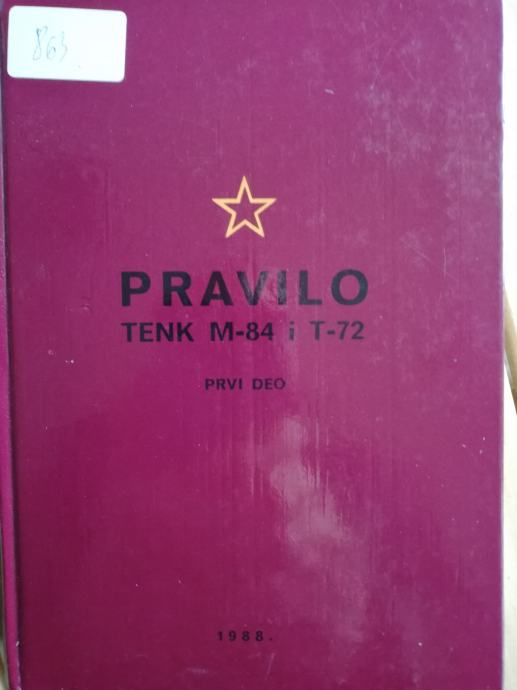 863
PRAVILO
TENK M-84 i T-72
PRVI DEO
1988.